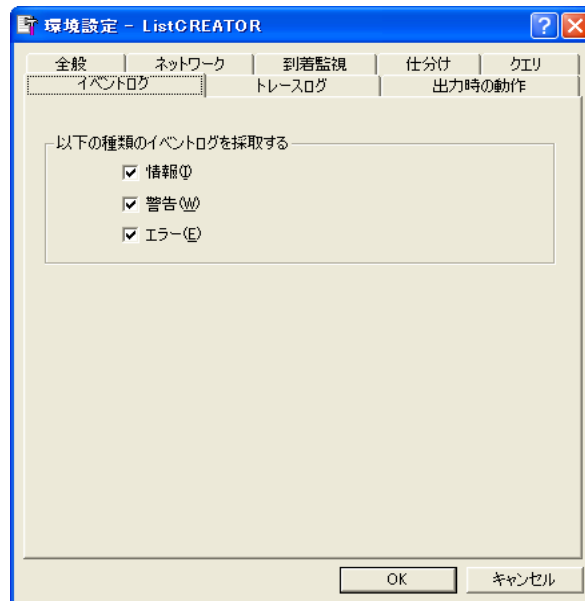 環境設定 - ListCREATOR
全般 ネットワーク 到着監視 仕分け クエリ
イベントログ トレースログ 出力時の動作
以下の種類のイベントログを採取する
情報(I)
警告(W)
エラー(E)
OK キャンセル